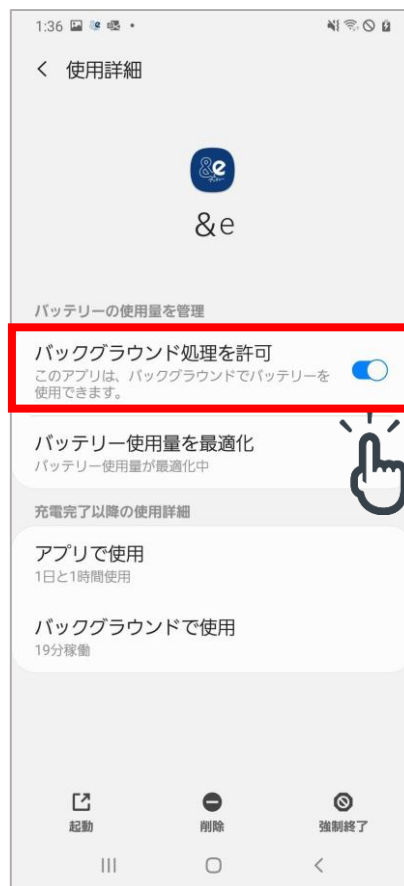 1:36
使用詳細
&e
&e
バッテリーの使用量を管理
バックグラウンド処理を許可
このアプリは、バックグラウンドでバッテリーを
使用できます。
バッテリー使用量を最適化
バッテリー使用量が最適化中
充電完了以降の使用詳細
アプリで使用
1日と1時間使用
バックグラウンドで使用
19分稼働
起動
削除
強制終了